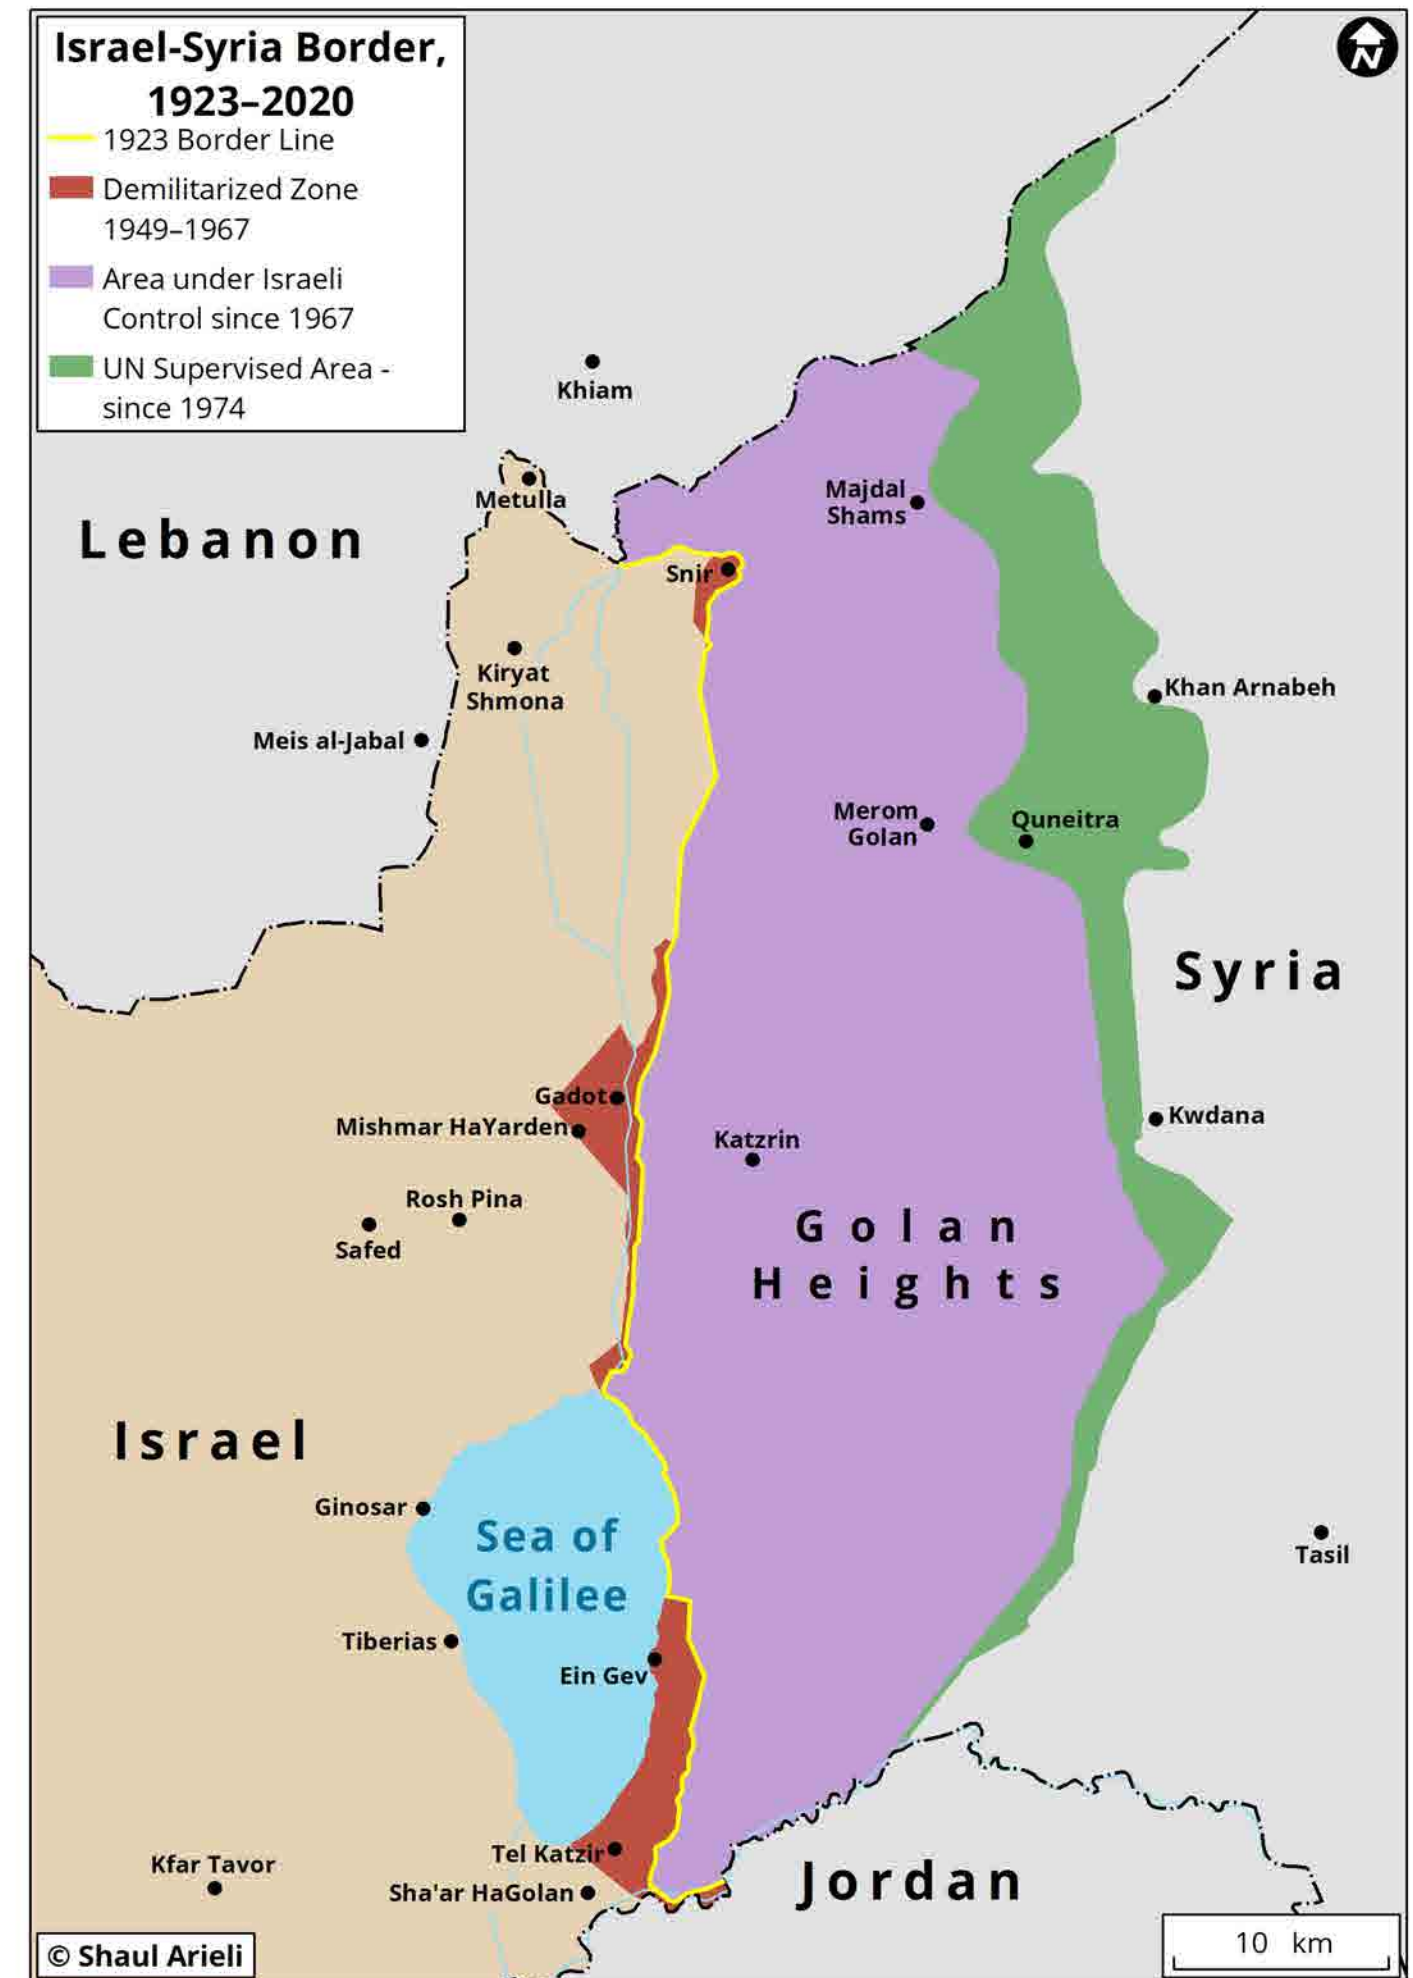 Israel-Syria Border,
1923–2020
1923 Border Line
Demilitarized Zone
1949–1967
Area under Israeli
Control since 1967
UN Supervised Area -
since 1974
N
Khiam
Metulla
Lebanon
Majdal
Shams
Snir
Kiryat
Shmona
Khan Arnabeh
Meis al-Jabal
Merom
Golan
Quneitra
Syria
Gadot
Mishmar HaYarden
Kwdana
Katzrin
Rosh Pina
Safed
Golan
Heights
Israel
Ginosar
Sea of
Galilee
Tasil
Tiberias
Ein Gev
Tel Katzir
Kfar Tavor
Sha'ar HaGolan
Jordan
10 km
© Shaul Arieli